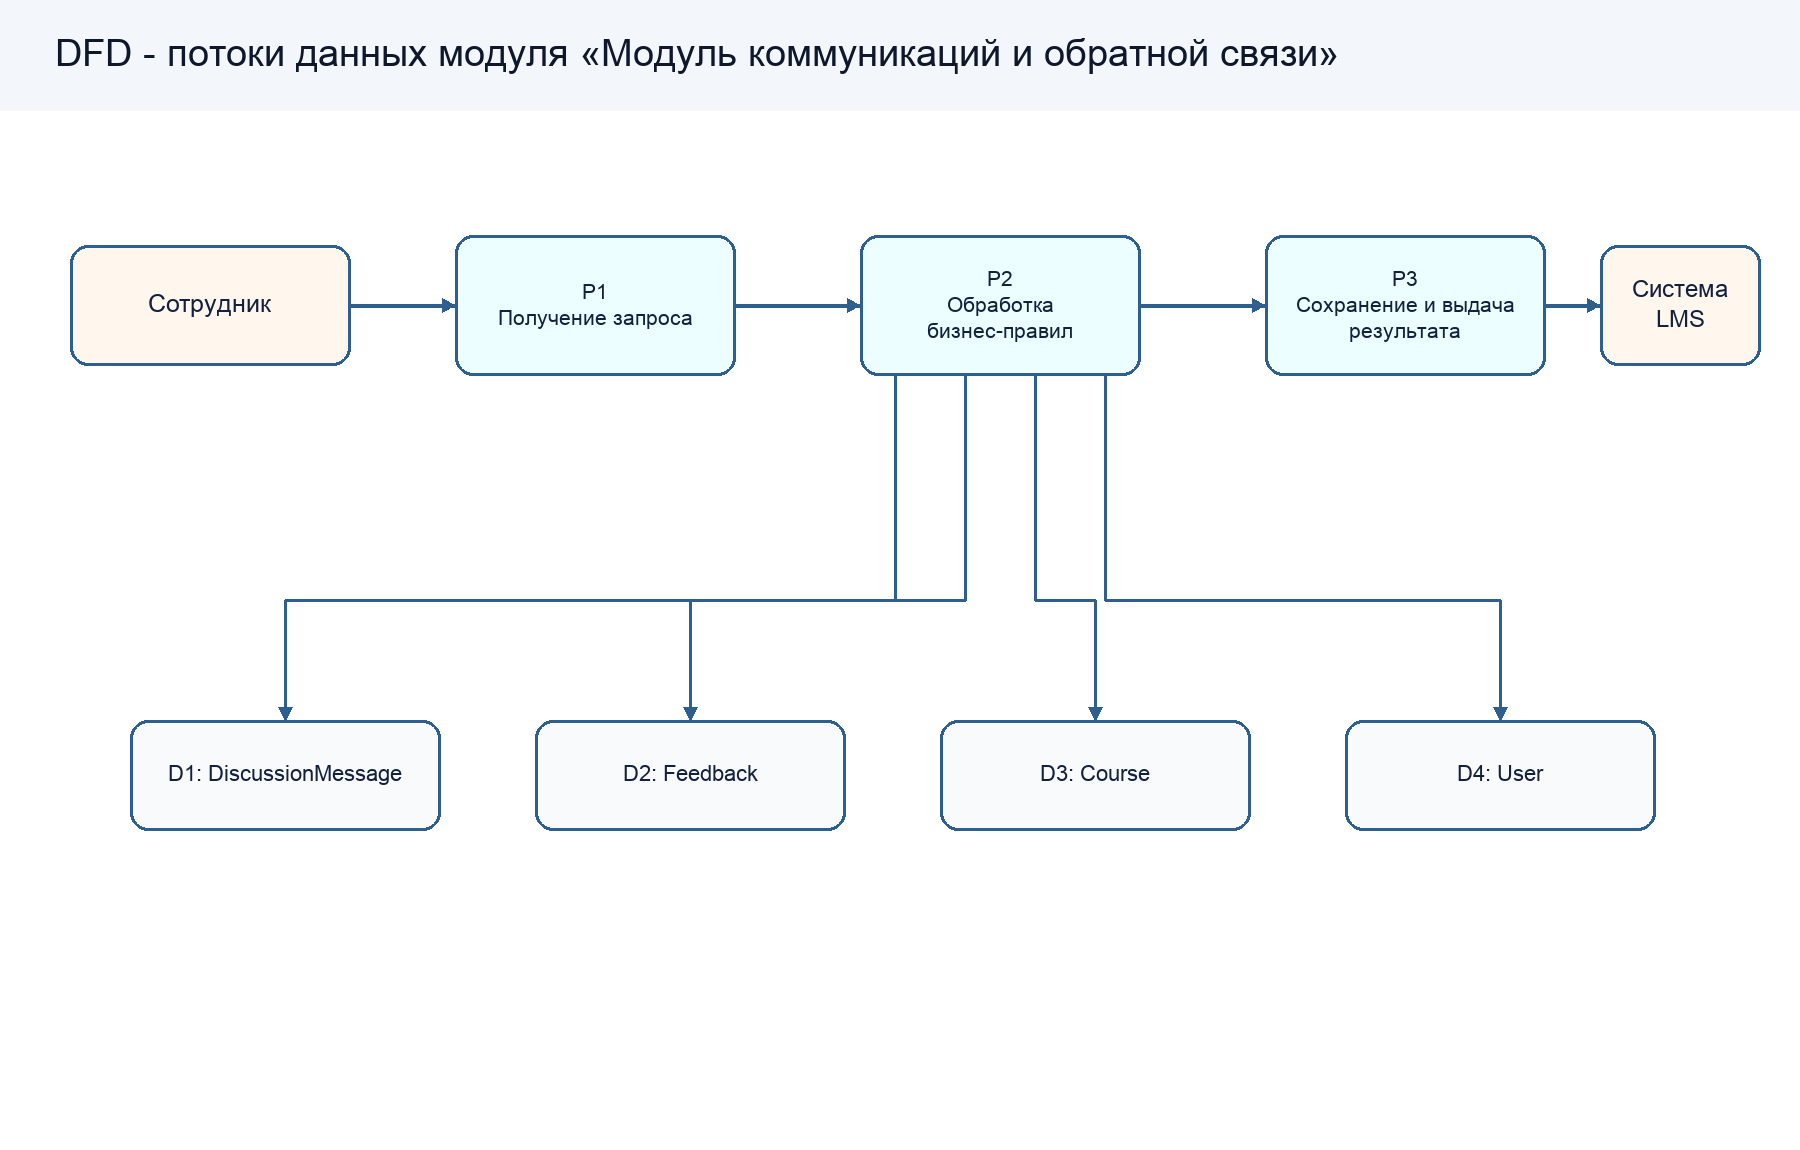 DFD - потоки данных модуля «Модуль коммуникаций и обратной связи»
Сотрудник
P1
Получение запроса
P2
Обработка
бизнес-правил
P3
Сохранение и выдача
результата
Система
LMS
D1: DiscussionMessage
D2: Feedback
D3: Course
D4: User